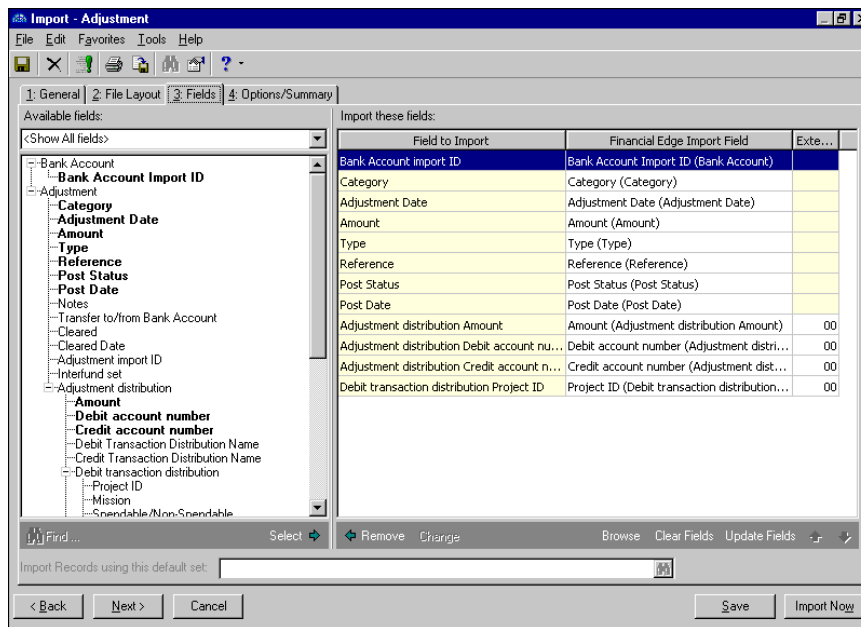 Import - Adjustment
File Edit Favorites Tools Help
1: General 2: File Layout 3: Fields 4: Options/Summary
Available fields:
<Show All fields>
Bank Account
Bank Account Import ID
Adjustment
Category
Adjustment Date
Amount
Type
Reference
Post Status
Post Date
Notes
Transfer to/from Bank Account
Cleared
Cleared Date
Adjustment import ID
Interfund set
Adjustment distribution
Amount
Debit account number
Credit account number
Debit Transaction Distribution Name
Credit Transaction Distribution Name
Debit transaction distribution
Project ID
Mission
Spendable/Non-Spendable
Find ... Select
Import these fields:
Field to Import Financial Edge Import Field Exte...
Bank Account import ID Bank Account Import ID (Bank Account)
Category Category (Category)
Adjustment Date Adjustment Date (Adjustment Date)
Amount Amount (Amount)
Type Type (Type)
Reference Reference (Reference)
Post Status Post Status (Post Status)
Post Date Post Date (Post Date)
Adjustment distribution Amount Amount (Adjustment distribution Amount) 00
Adjustment distribution Debit account nu... Debit account number (Adjustment distri... 00
Adjustment distribution Credit account n... Credit account number (Adjustment dist... 00
Debit transaction distribution Project ID Project ID (Debit transaction distribution... 00
Remove Change Browse Clear Fields Update Fields
Import Records using this default set:
< Back Next > Cancel Save Import Now